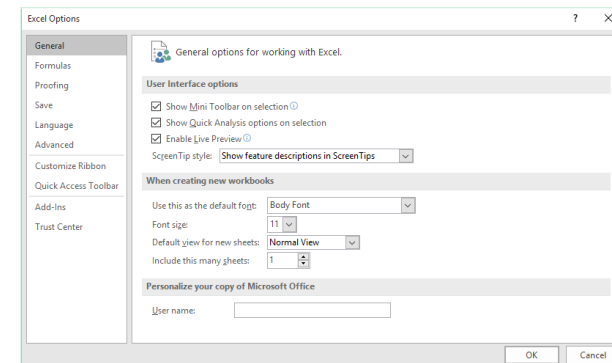 Excel Options ? X
General
Formulas
Proofing
Save
Language
Advanced
Customize Ribbon
Quick Access Toolbar
Add-Ins
Trust Center
General options for working with Excel.
User Interface options
Show Mini Toolbar on selection
Show Quick Analysis options on selection
Enable Live Preview
ScreenTip style: Show feature descriptions in ScreenTips
When creating new workbooks
Use this as the default font: Body Font
Font size: 11
Default view for new sheets: Normal View
Include this many sheets: 1
Personalize your copy of Microsoft Office
User name:
OK Cancel